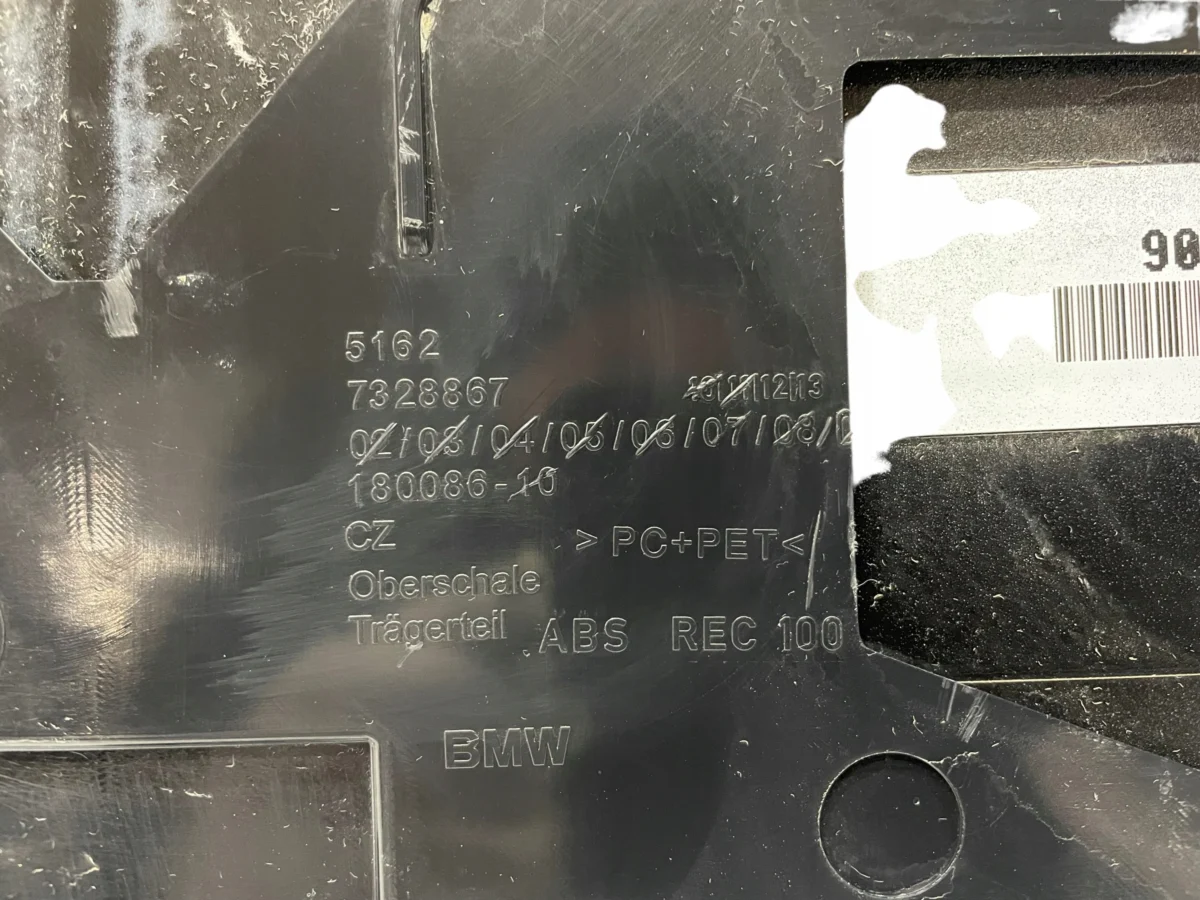 90
5162
7328867
10/11/12/13
02/03/04/05/06/07/08/
180086-10
CZ
>PC+PET<
Oberschale
Trägerteil ABS REC 100
BMW